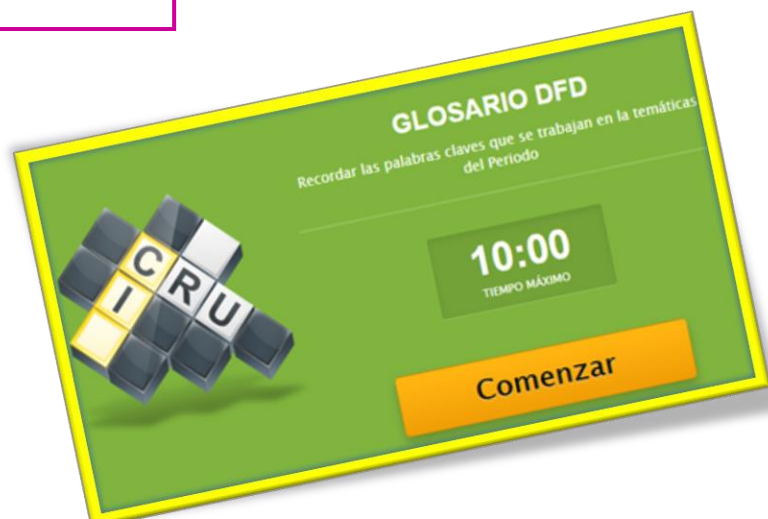 GLOSARIO DFD
Recordar las palabras claves que se trabajan en la temáticas
del Periodo
10:00
TIEMPO MÁXIMO
Comenzar
C
I RU